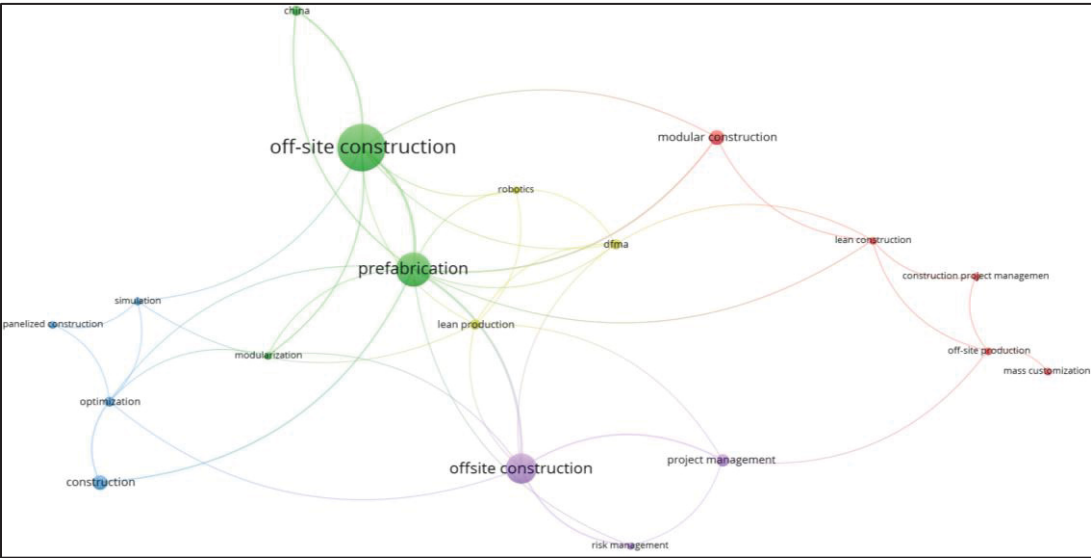 china
off-site construction
modular construction
robotics
dfma
lean construction
prefabrication
construction project managemen
simulation
panelized construction
lean production
off-site production
modularization
mass customization
optimization
project management
offsite construction
construction
risk management